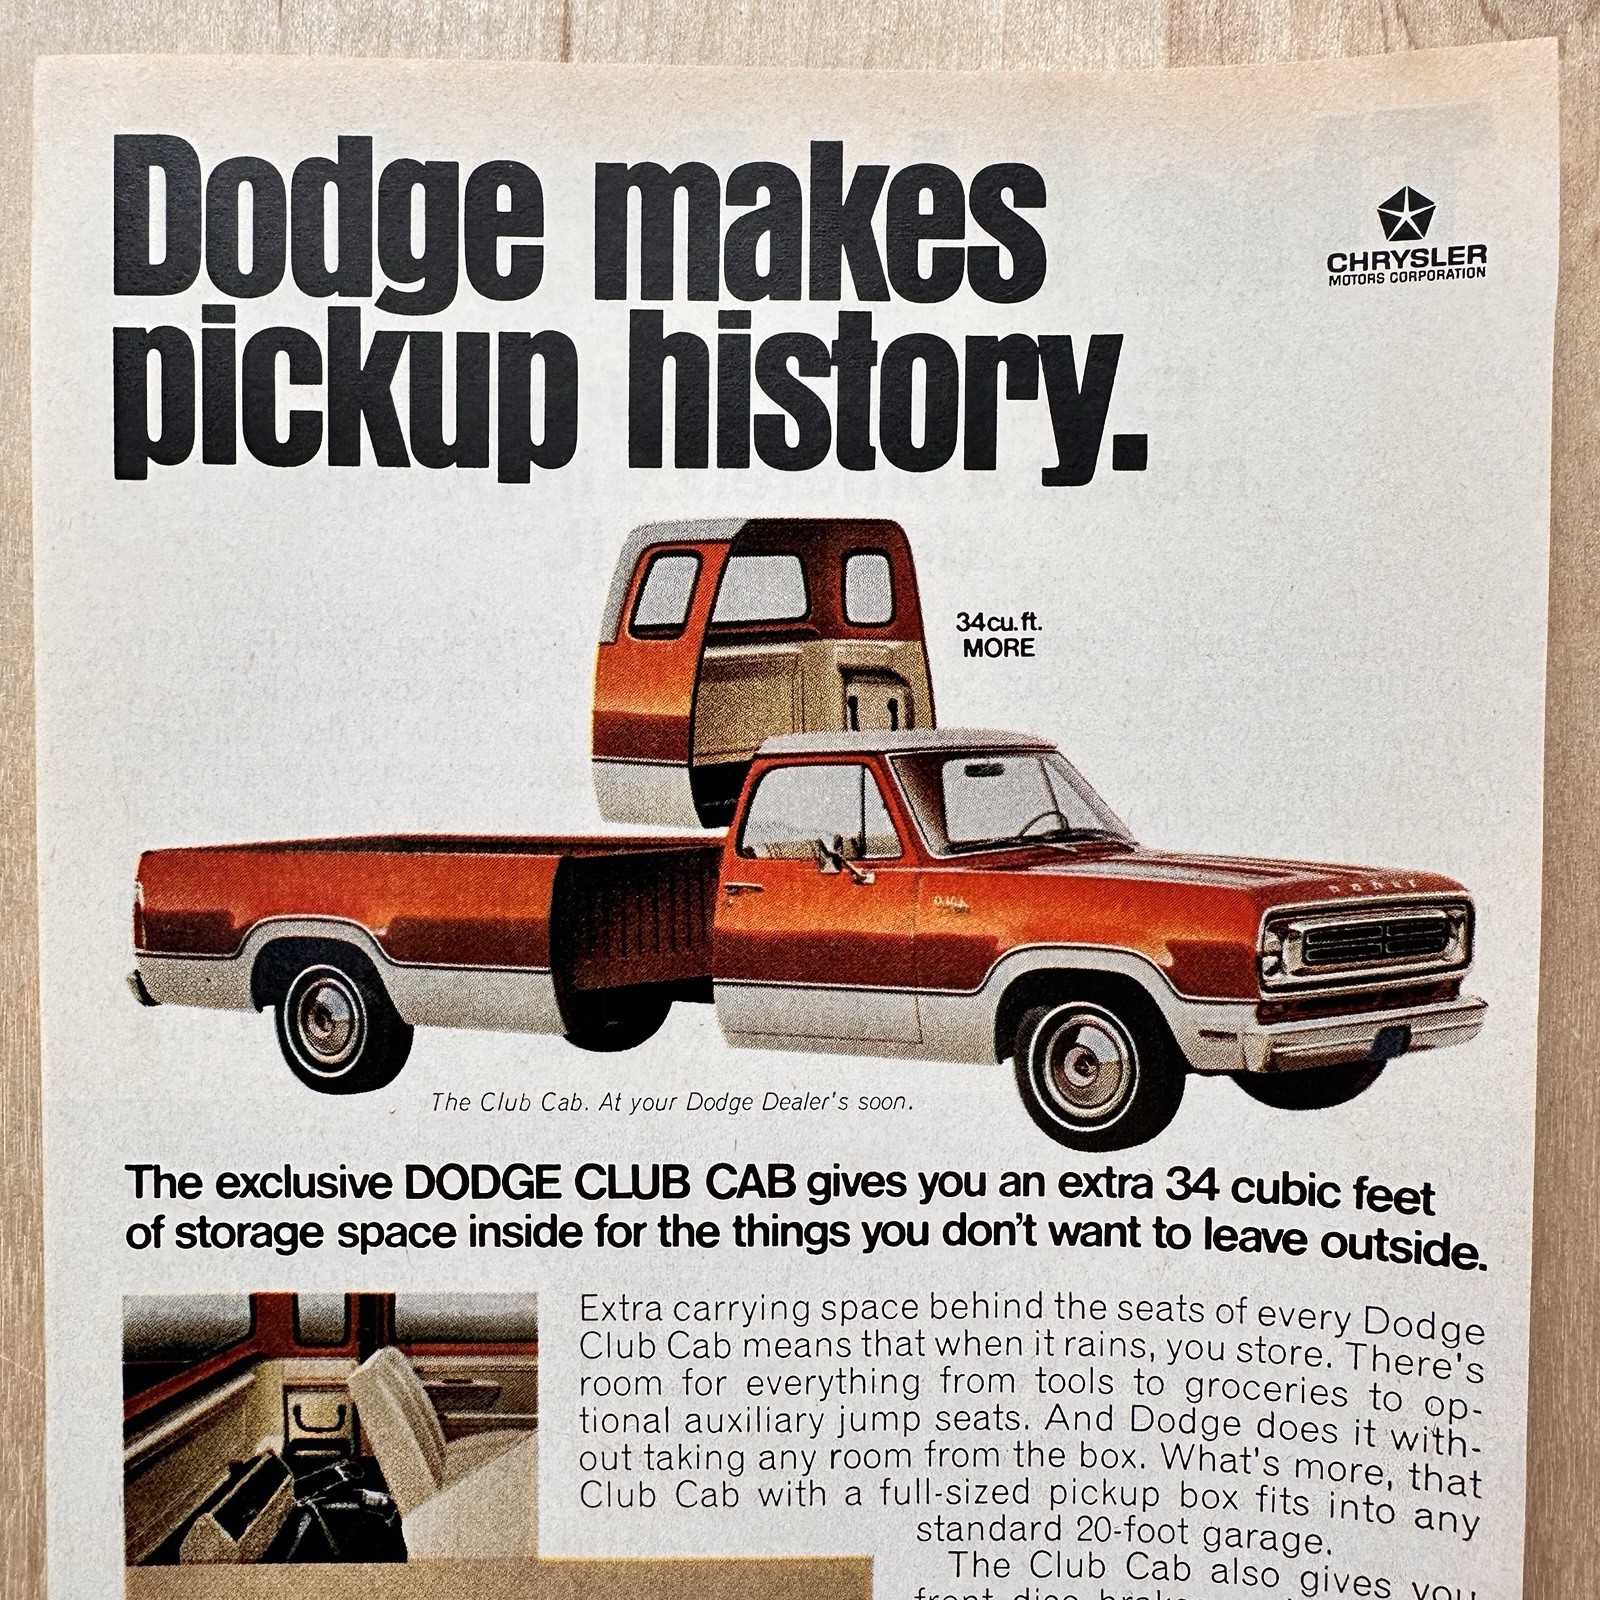 Dodge makes
pickup history.
CHRYSLER
MOTORS CORPORATION
34 cu. ft.
MORE
DODGE
The Club Cab. At your Dodge Dealer's soon.
The exclusive DODGE CLUB CAB gives you an extra 34 cubic feet
of storage space inside for the things you don't want to leave outside.
Extra carrying space behind the seats of every Dodge
Club Cab means that when it rains, you store. There's
room for everything from tools to groceries to op-
tional auxiliary jump seats. And Dodge does it with-
out taking any room from the box. What's more, that
Club Cab with a full-sized pickup box fits into any
standard 20-foot garage.
The Club Cab also gives you
front disc brakes